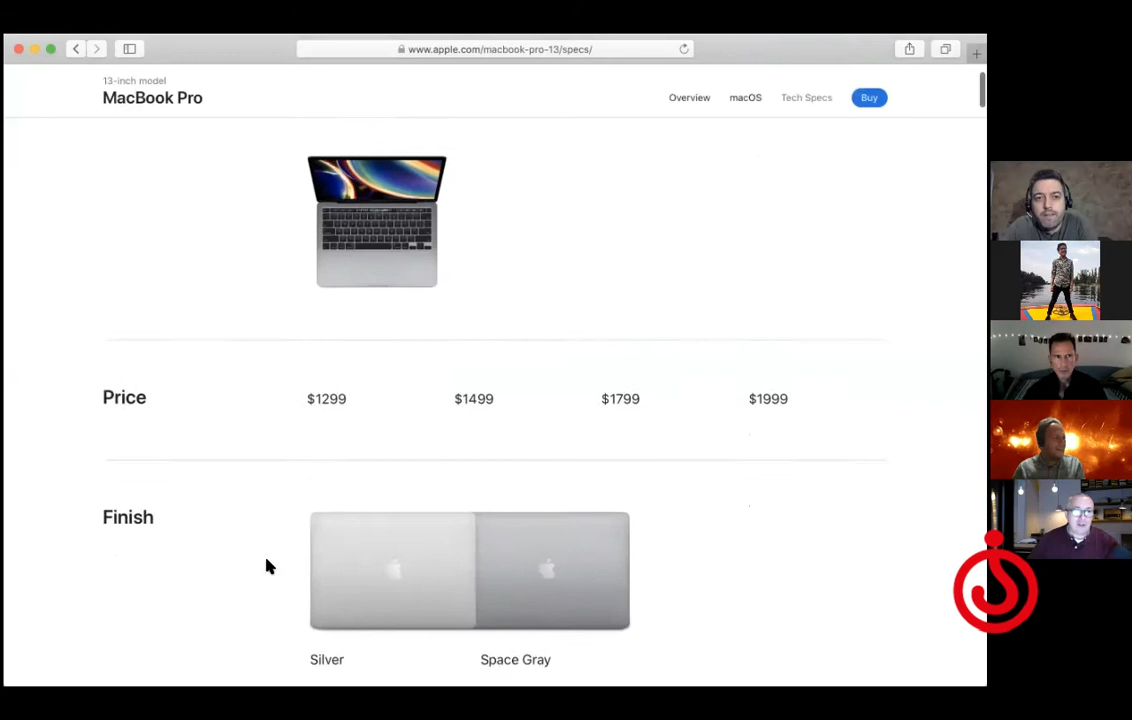 www.apple.com/macbook-pro-13/specs/
13-inch model
MacBook Pro
Overview
macOS
Tech Specs
Buy
Price
$1299
$1499
$1799
$1999
Finish
Silver
Space Gray